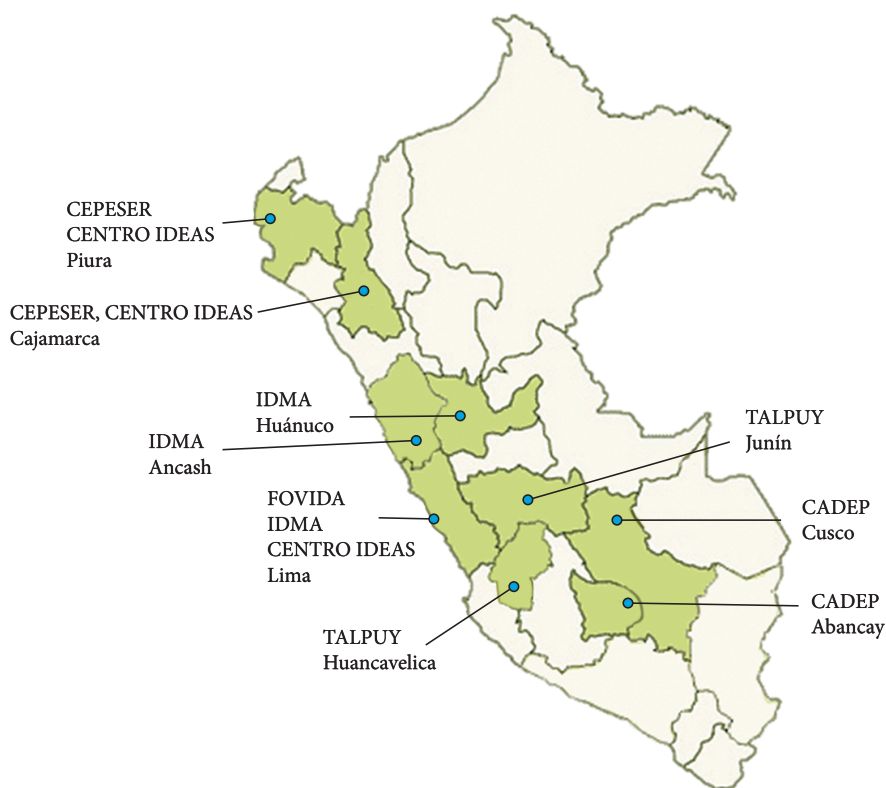 CEPESER
CENTRO IDEAS
Piura
CEPESER, CENTRO IDEAS
Cajamarca
IDMA
Huánuco
IDMA
Ancash
TALPUY
Junín
FOVIDA
IDMA
CENTRO IDEAS
Lima
CADEP
Cusco
CADEP
Abancay
TALPUY
Huancavelica